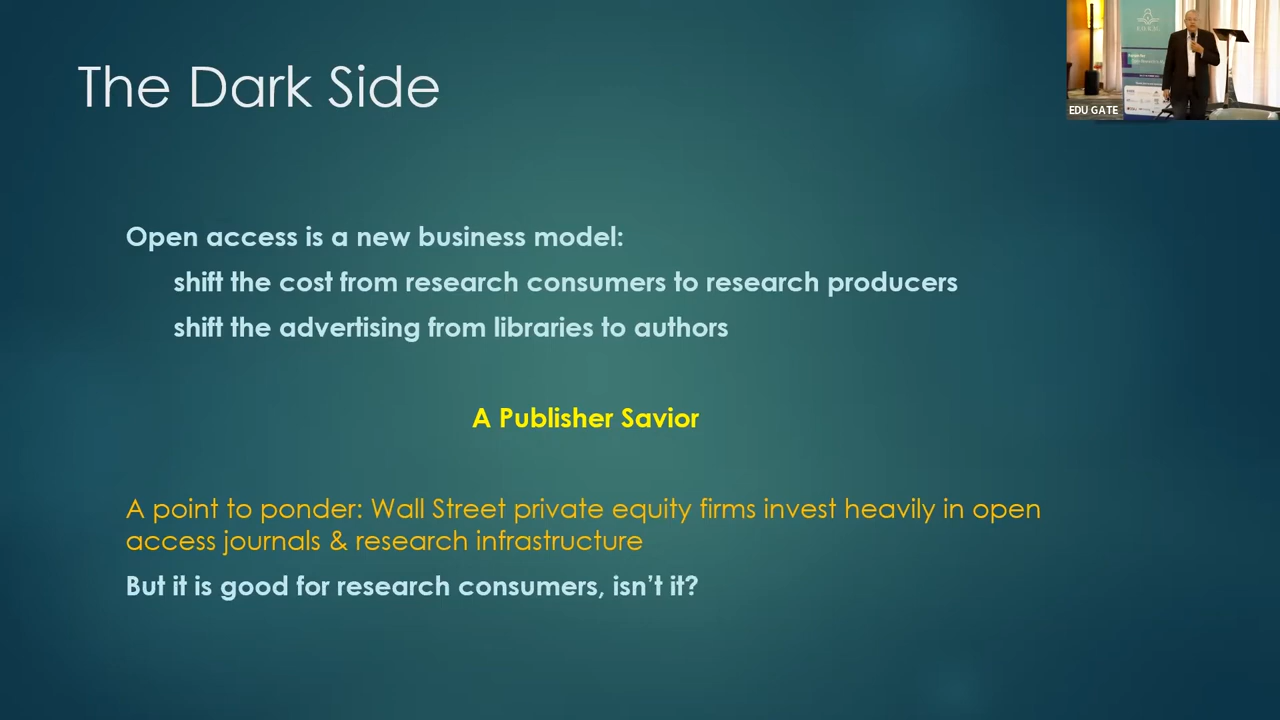 The Dark Side
EDU GATE
Open access is a new business model:
shift the cost from research consumers to research producers
shift the advertising from libraries to authors
A Publisher Savior
A point to ponder: Wall Street private equity firms invest heavily in open
access journals & research infrastructure
But it is good for research consumers, isn't it?